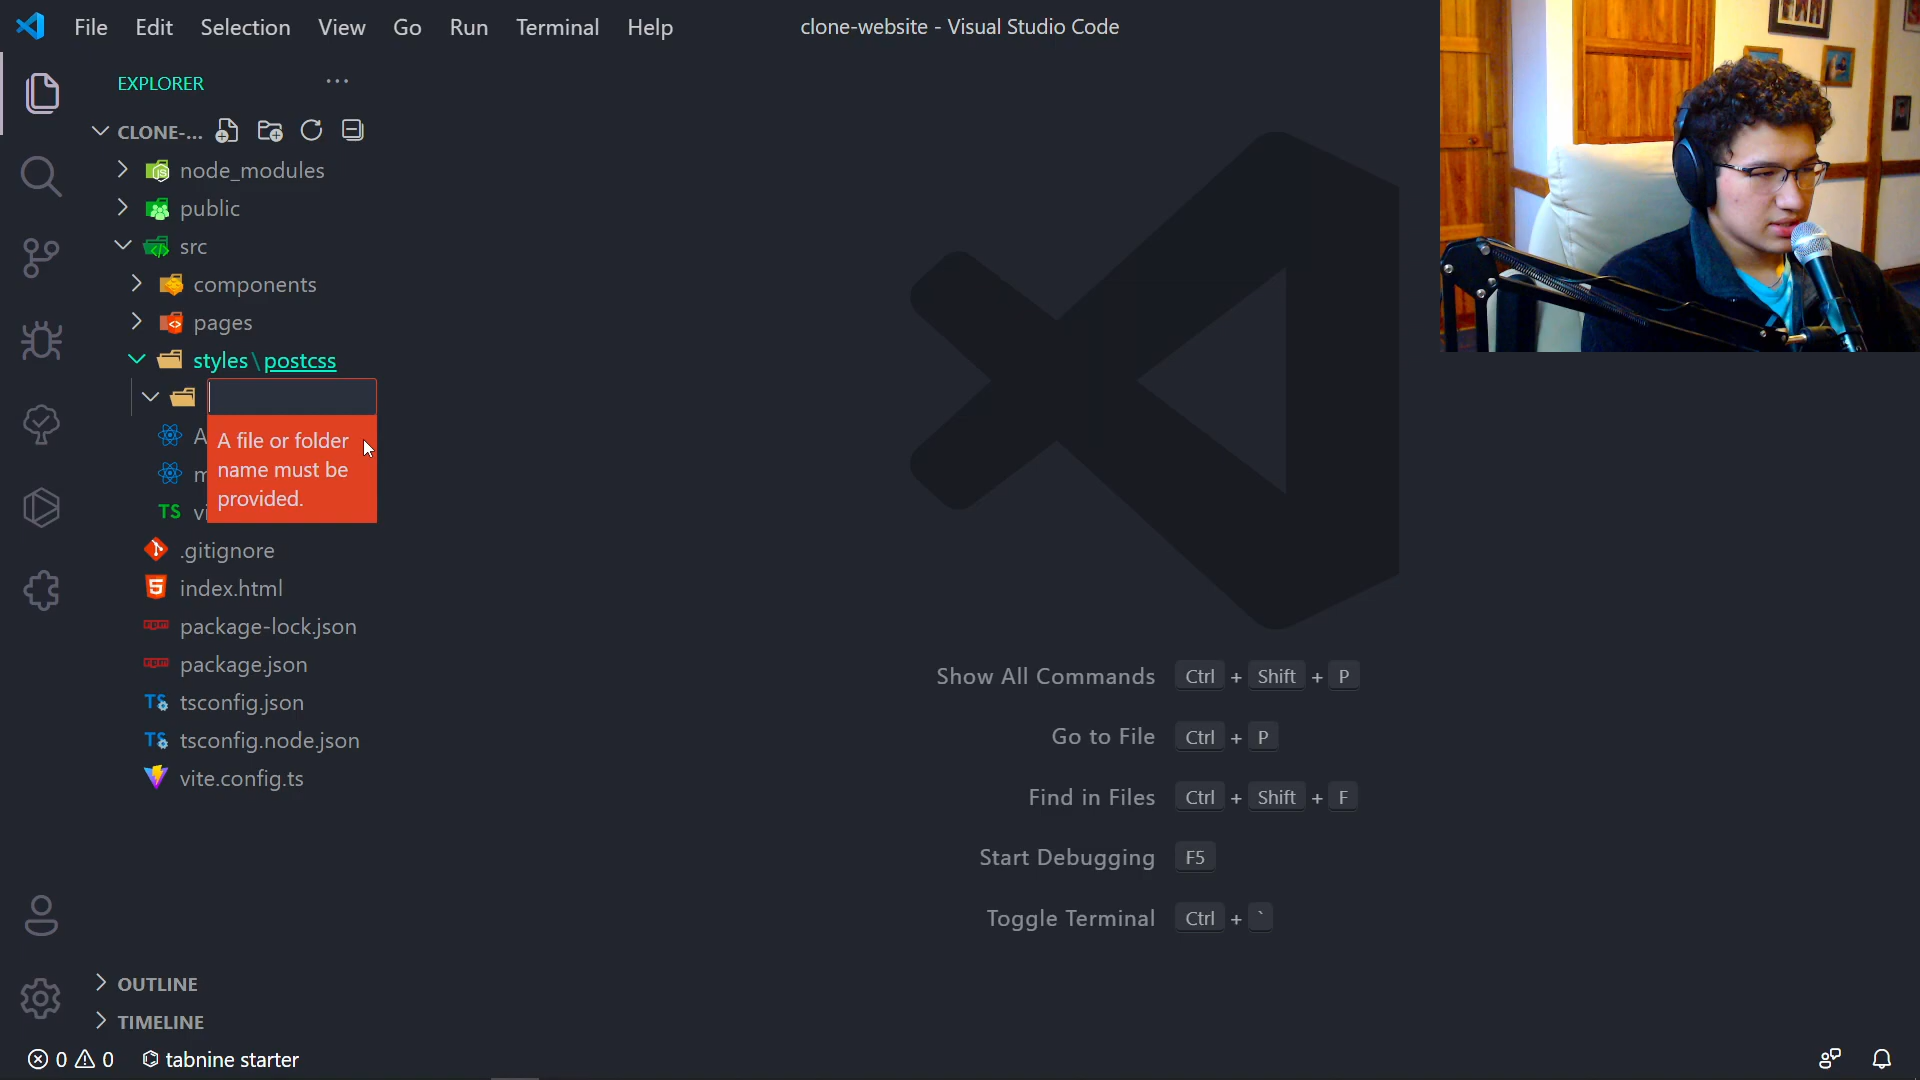 File Edit Selection View Go Run Terminal Help
clone-website - Visual Studio Code
EXPLORER
CLONE-...
node_modules
public
src
components
pages
styles \ postcss
A
A file or folder
name must be
provided.
m
TS vi
.gitignore
index.html
package-lock.json
package.json
tsconfig.json
tsconfig.node.json
vite.config.ts
Show All Commands Ctrl + Shift + P
Go to File Ctrl + P
Find in Files Ctrl + Shift + F
Start Debugging F5
Toggle Terminal Ctrl + `
OUTLINE
TIMELINE
0 0 tabnine starter